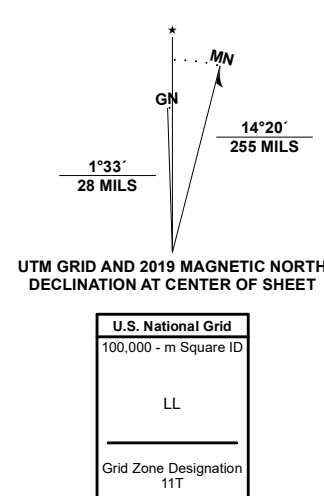 ★
MN
GN
14°20´
255 MILS
1°33´
28 MILS
UTM GRID AND 2019 MAGNETIC NORTH
DECLINATION AT CENTER OF SHEET
U.S. National Grid
100,000 - m Square ID
LL
Grid Zone Designation
11T